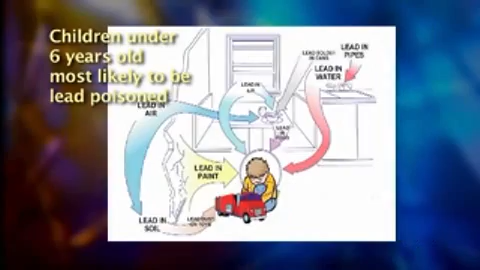 Children under
6 years old
most likely to be
lead poisoned
LEAD IN
PIPES
LEAD IN
WATER
LEAD IN
AIR
LEAD IN
LEAD IN
PAINT
LEAD IN
SOIL